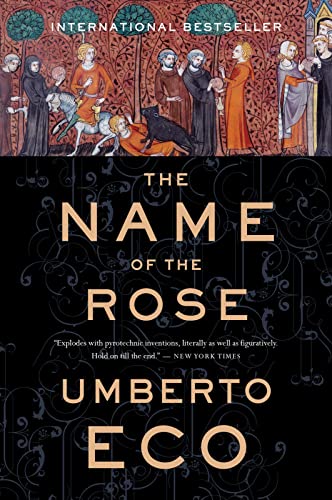 INTERNATIONAL BESTSELLER
THE
NAME
OF THE
ROSE
"Explodes with pyrotechnic inventions, literally as well as figuratively.
Hold on till the end." — NEW YORK TIMES
UMBERTO
ECO